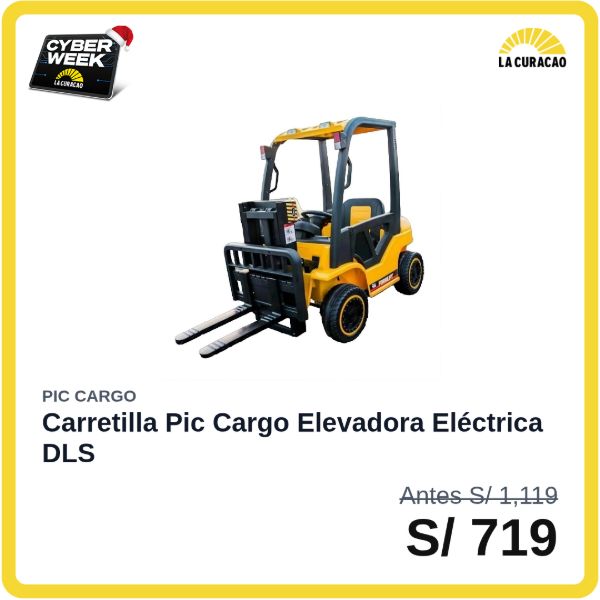 CYBER
WEEK
LA CURACAO
LA CURACAO
PIC CARGO
Carretilla Pic Cargo Elevadora Eléctrica
DLS
Antes S/ 1,119
S/ 719